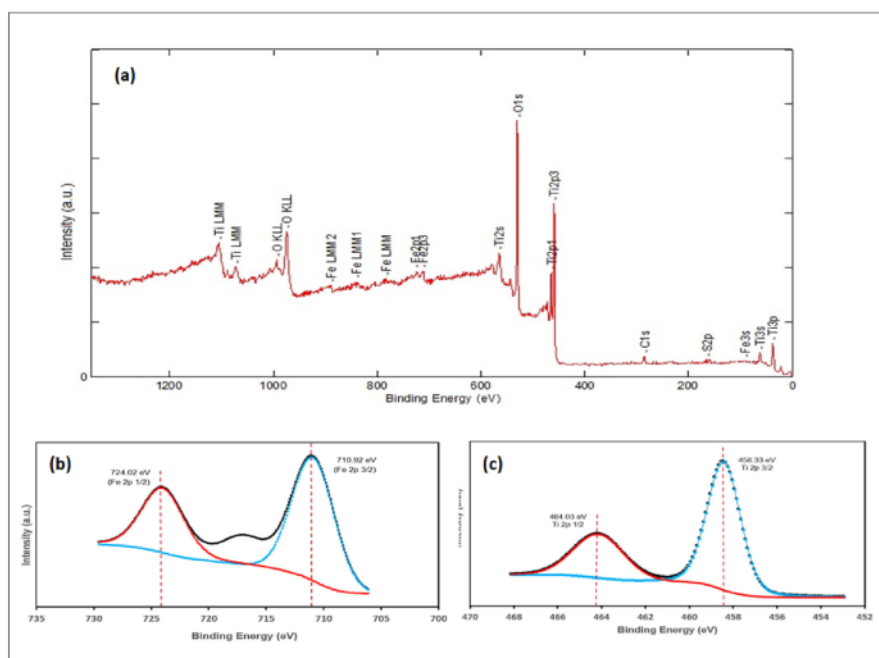 (a)
Intensity (a.u.)
-Ti LMM
-Ti LMM
-O KLL
-O KLL
-Fe LMM2
-Fe LMM1
-Fe LMM
-Fe2p1
-Fe2p3
-Ti2s
-O1s
-Ti2p1
-Ti2p3
-C1s
-S2p
-Fe3s
-Ti3s
-Ti3p
1200 1000 800 600 400 200 0
0
Binding Energy (eV)
(b)
724.02 eV
(Fe 2p 1/2)
710.92 eV
(Fe 2p 3/2)
Intensity (a.u.)
735 730 725 720 715 710 705 700
Binding Energy (eV)
(c)
464.03 eV
Ti 2p 1/2
458.33 eV
Ti 2p 3/2
470 468 466 464 462 460 458 456 454 452
Binding Energy (eV)